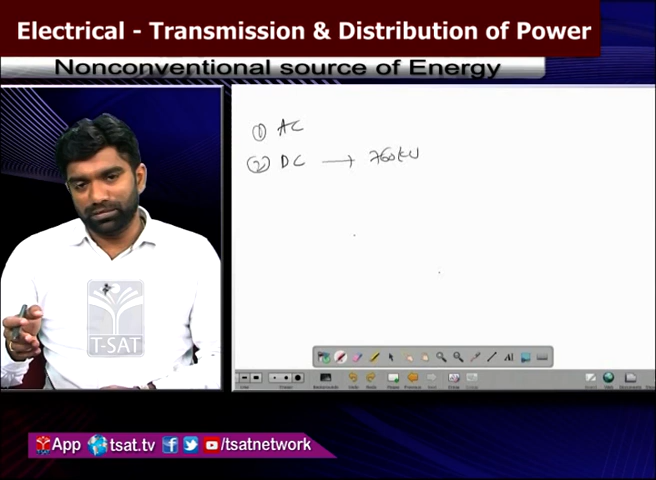 Electrical - Transmission & Distribution of Power
Nonconventional source of Energy
① AC
② DC → 760kV
T-SAT
App tsat.tv /tsatnetwork